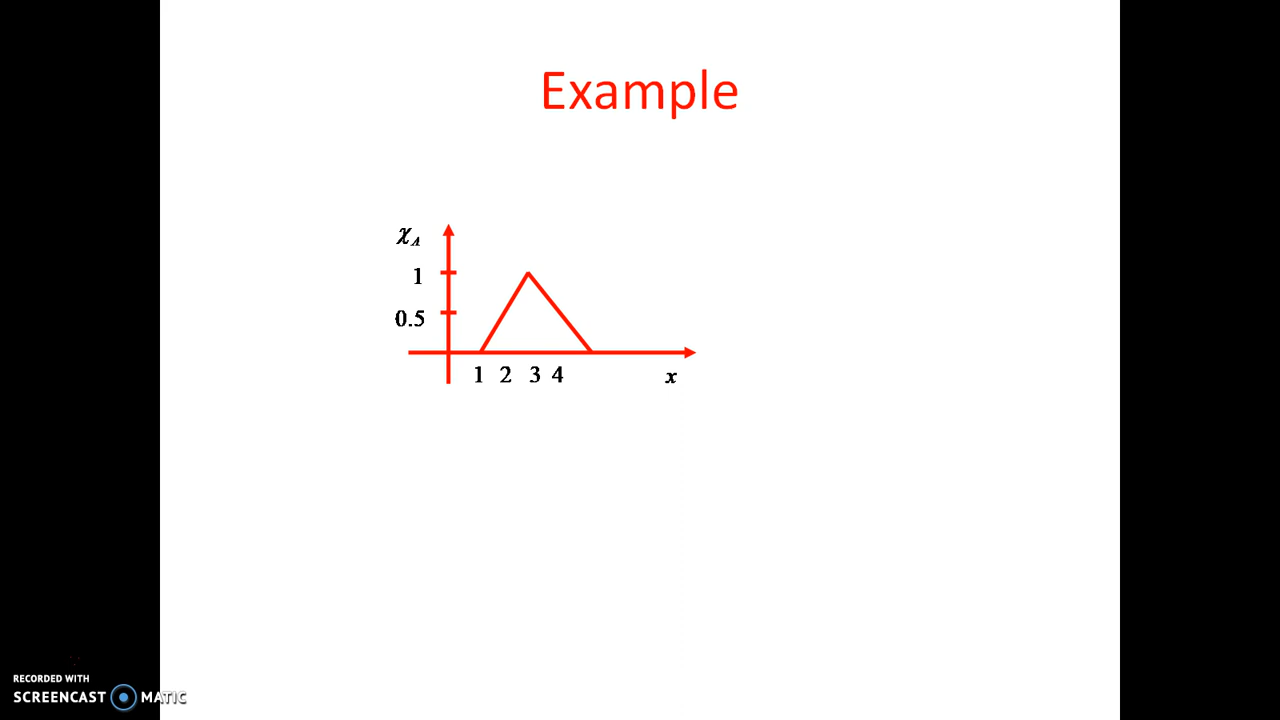 Example
χA
1
0.5
1 2 3 4 x
RECORDED WITH
SCREENCAST MATIC